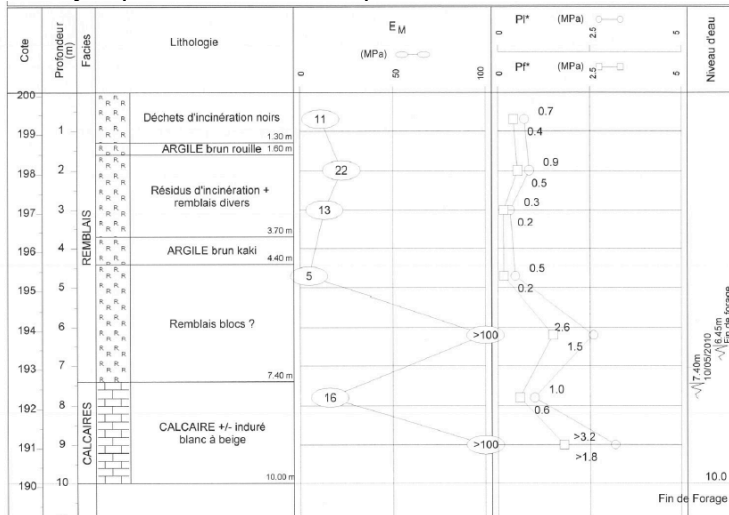 Cote
Profondeur (m)
Facies
Lithologie
E M
(MPa)
0
50
100
Pl* (MPa)
0
2.5
5
Pf* (MPa)
0
2.5
5
Niveau d'eau
200
199
198
197
196
195
194
193
192
191
190
1
2
3
4
5
6
7
8
9
10
REMBLAIS
CALCAIRES
Déchets d'incinération noirs
1.30 m
ARGILE brun rouille 1.60 m
Résidus d'incinération +
remblais divers
3.70 m
ARGILE brun kaki
4.40 m
Remblais blocs ?
7.40 m
CALCAIRE +/- induré
blanc à beige
10.00 m
11
22
13
5
>100
16
>100
0.7
0.4
0.9
0.5
0.3
0.2
0.5
0.2
2.6
1.5
1.0
0.6
>3.2
>1.8
7.40m
10/05/2010
6.45m
Fin de forage
10.0
Fin de Forage